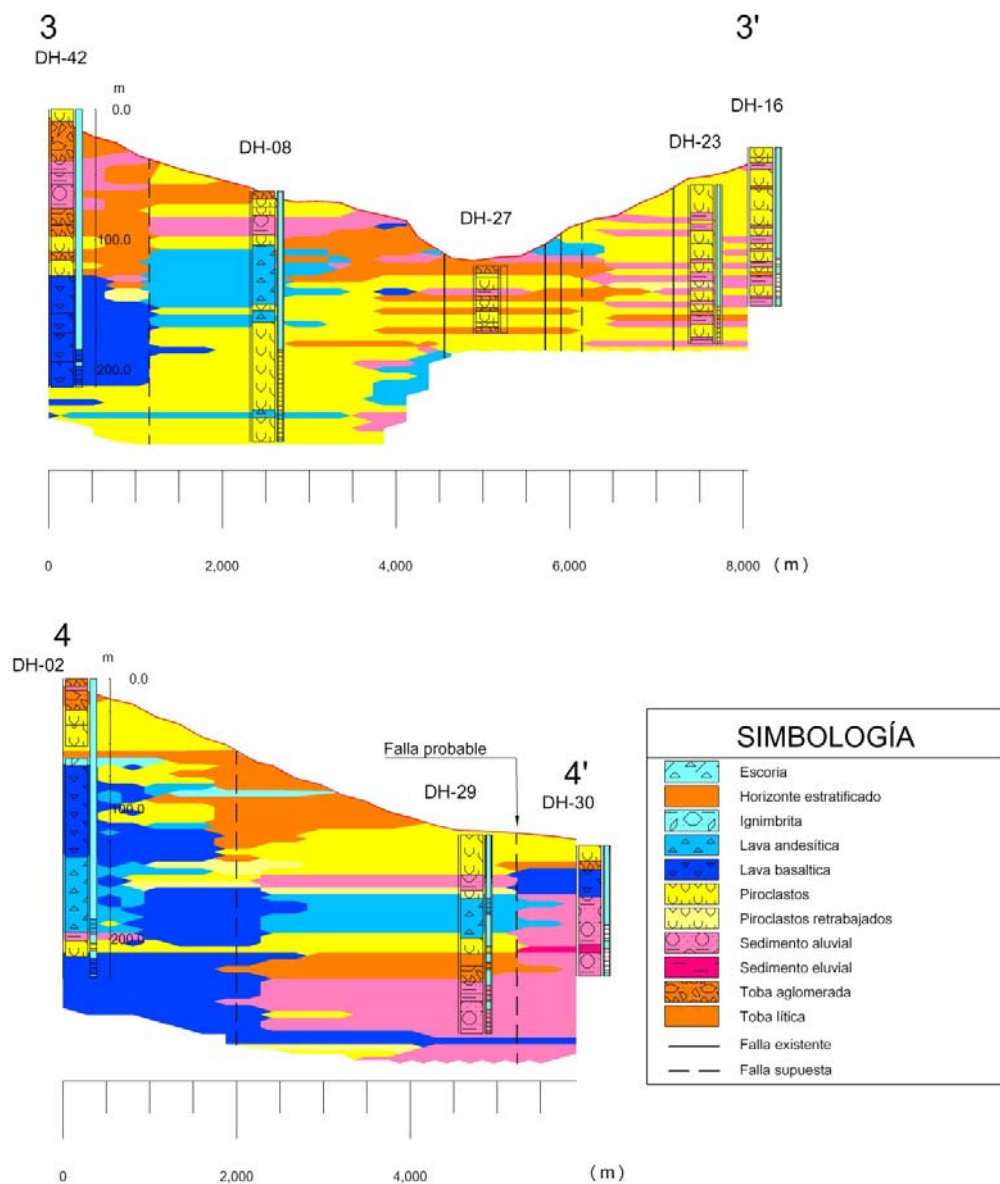 3
3'
DH-42
m
0.0
DH-16
DH-08
DH-23
DH-27
100.0
200.0
0
2,000
4,000
6,000
8,000
(m)
4
DH-02
m
0.0
Falla probable
4'
DH-29
DH-30
100.0
200.0
0
2,000
4,000
(m)
SIMBOLOGÍA
Escoria
Horizonte estratificado
Ignimbrita
Lava andesítica
Lava basaltica
Piroclastos
Piroclastos retrabajados
Sedimento aluvial
Sedimento eluvial
Toba aglomerada
Toba lítica
Falla existente
Falla supuesta